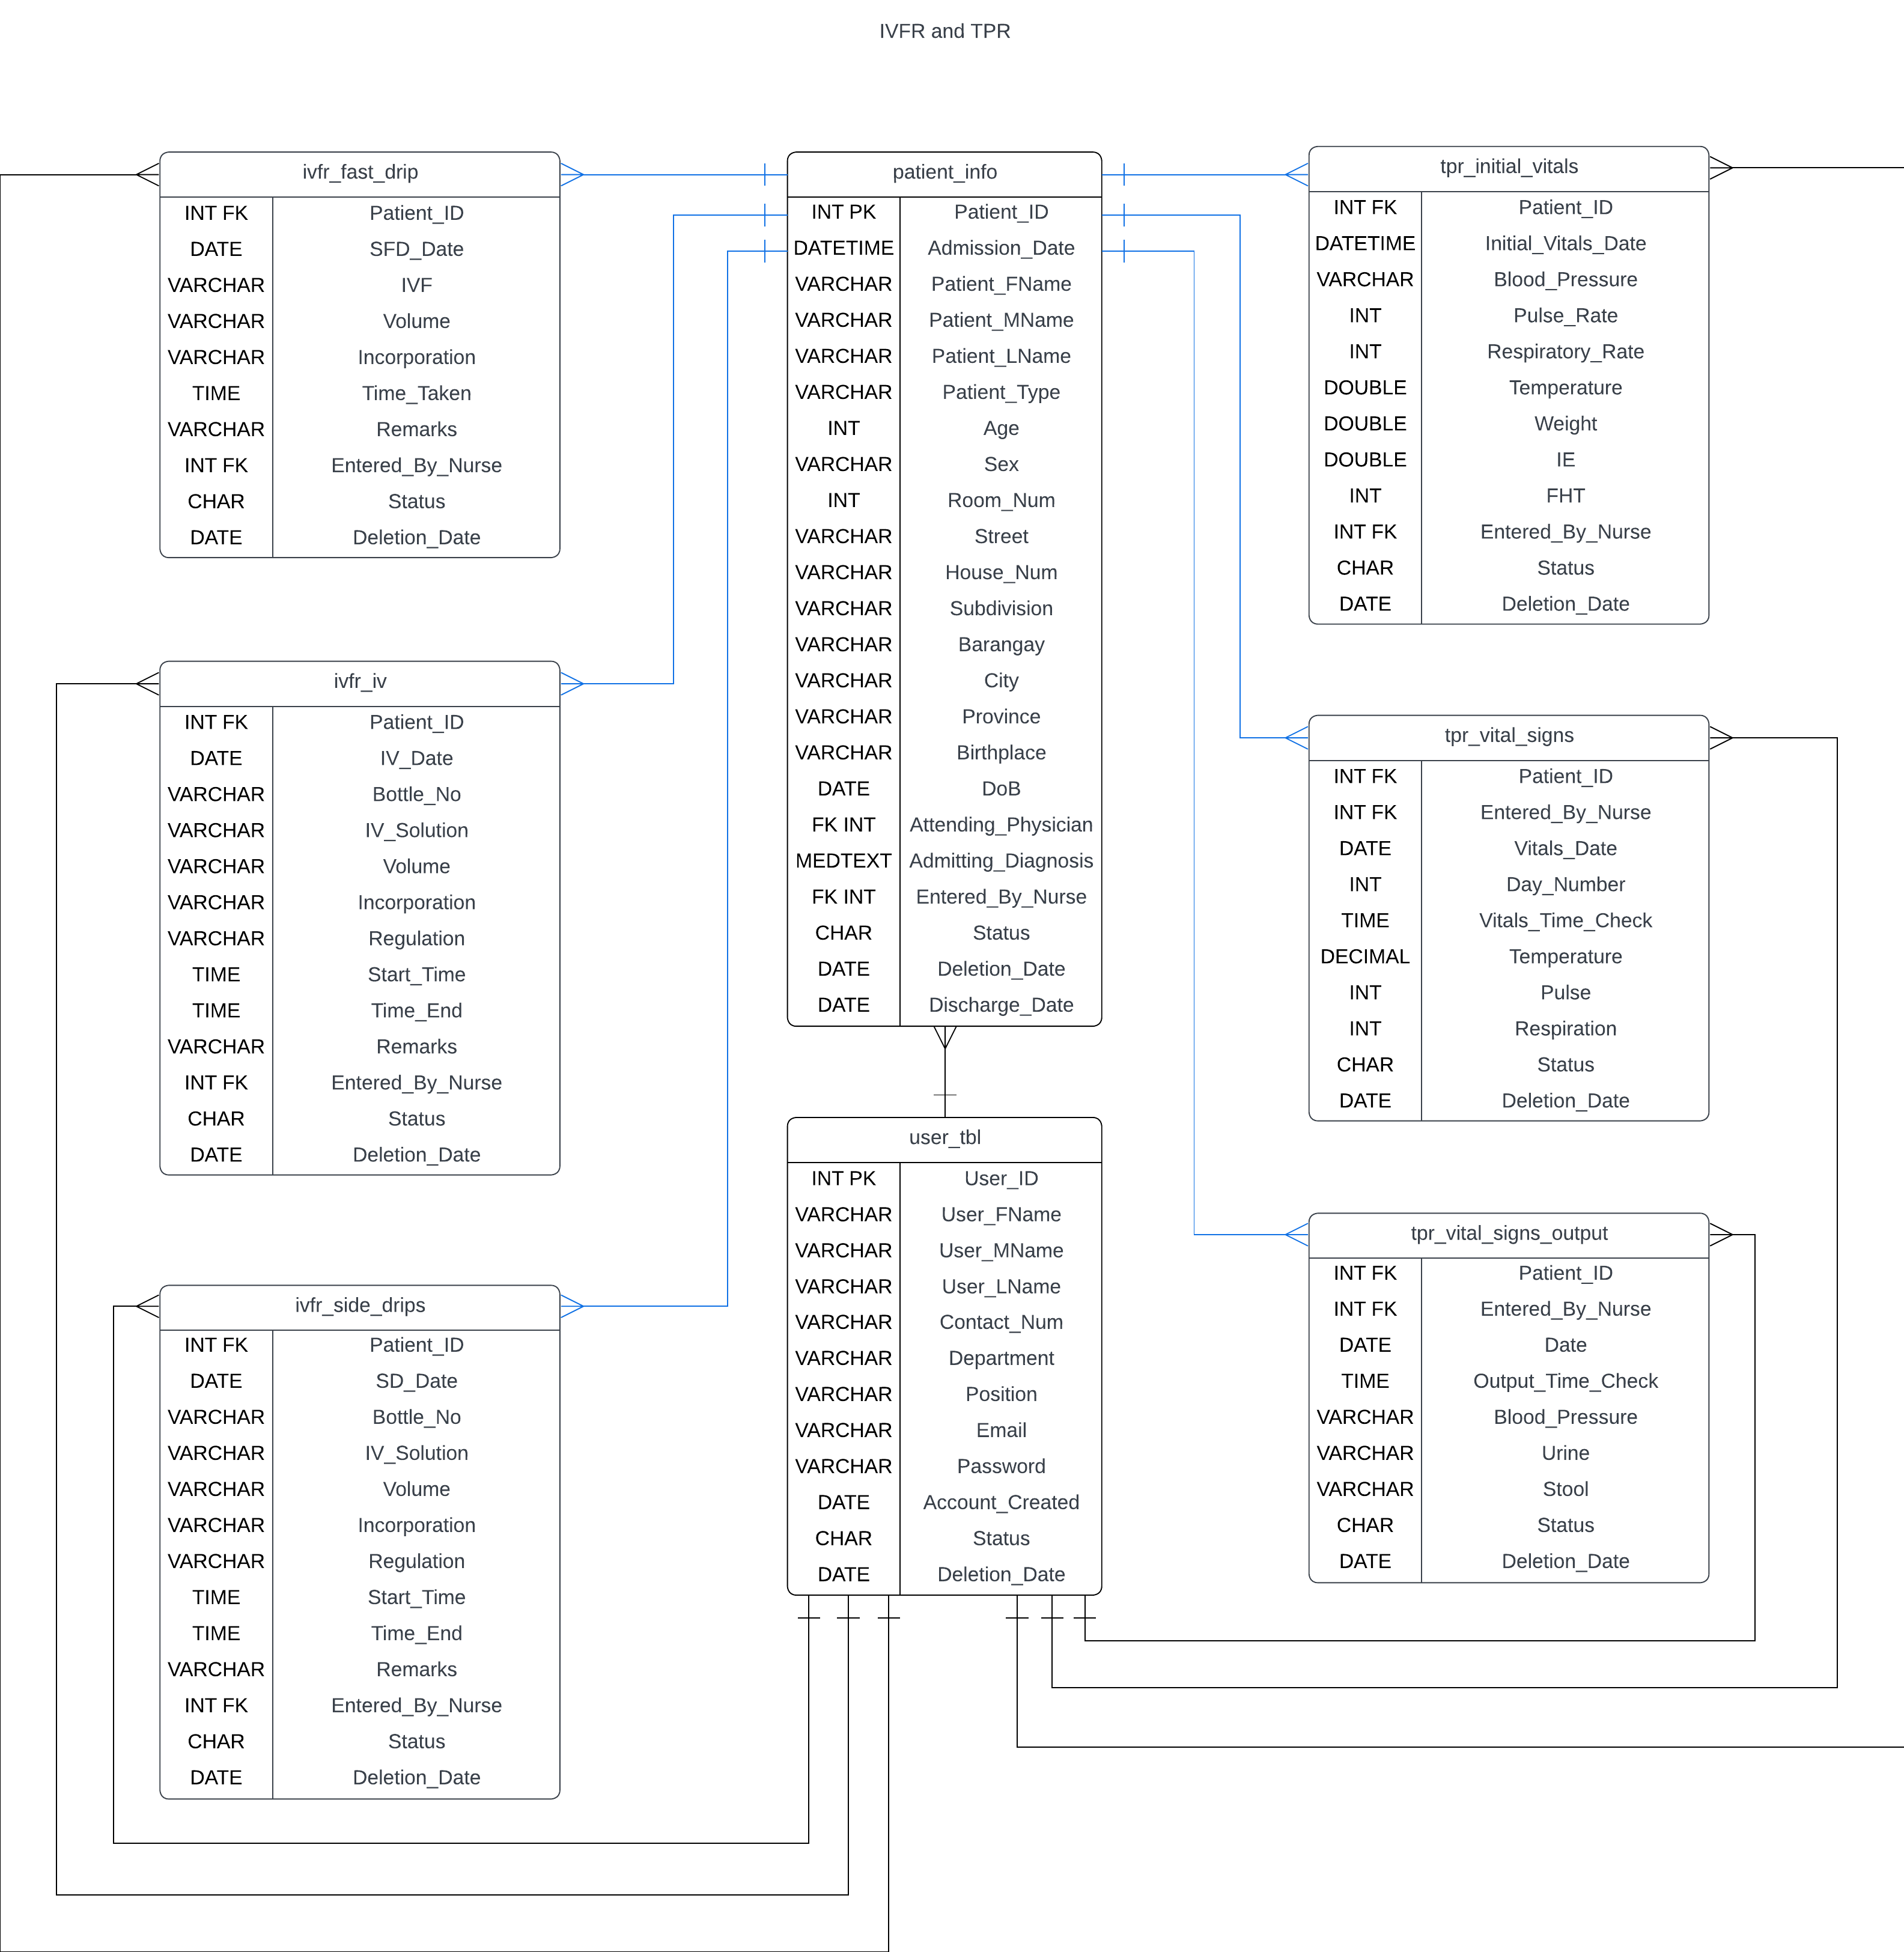 IVFR and TPR
ivfr_fast_drip
INT FK Patient_ID
DATE SFD_Date
VARCHAR IVF
VARCHAR Volume
VARCHAR Incorporation
TIME Time_Taken
VARCHAR Remarks
INT FK Entered_By_Nurse
CHAR Status
DATE Deletion_Date
ivfr_iv
INT FK Patient_ID
DATE IV_Date
VARCHAR Bottle_No
VARCHAR IV_Solution
VARCHAR Volume
VARCHAR Incorporation
VARCHAR Regulation
TIME Start_Time
TIME Time_End
VARCHAR Remarks
INT FK Entered_By_Nurse
CHAR Status
DATE Deletion_Date
ivfr_side_drips
INT FK Patient_ID
DATE SD_Date
VARCHAR Bottle_No
VARCHAR IV_Solution
VARCHAR Volume
VARCHAR Incorporation
VARCHAR Regulation
TIME Start_Time
TIME Time_End
VARCHAR Remarks
INT FK Entered_By_Nurse
CHAR Status
DATE Deletion_Date
patient_info
INT PK Patient_ID
DATETIME Admission_Date
VARCHAR Patient_FName
VARCHAR Patient_MName
VARCHAR Patient_LName
VARCHAR Patient_Type
INT Age
VARCHAR Sex
INT Room_Num
VARCHAR Street
VARCHAR House_Num
VARCHAR Subdivision
VARCHAR Barangay
VARCHAR City
VARCHAR Province
VARCHAR Birthplace
DATE DoB
FK INT Attending_Physician
MEDTEXT Admitting_Diagnosis
FK INT Entered_By_Nurse
CHAR Status
DATE Deletion_Date
DATE Discharge_Date
user_tbl
INT PK User_ID
VARCHAR User_FName
VARCHAR User_MName
VARCHAR User_LName
VARCHAR Contact_Num
VARCHAR Department
VARCHAR Position
VARCHAR Email
VARCHAR Password
DATE Account_Created
CHAR Status
DATE Deletion_Date
tpr_initial_vitals
INT FK Patient_ID
DATETIME Initial_Vitals_Date
VARCHAR Blood_Pressure
INT Pulse_Rate
INT Respiratory_Rate
DOUBLE Temperature
DOUBLE Weight
DOUBLE IE
INT FHT
INT FK Entered_By_Nurse
CHAR Status
DATE Deletion_Date
tpr_vital_signs
INT FK Patient_ID
INT FK Entered_By_Nurse
DATE Vitals_Date
INT Day_Number
TIME Vitals_Time_Check
DECIMAL Temperature
INT Pulse
INT Respiration
CHAR Status
DATE Deletion_Date
tpr_vital_signs_output
INT FK Patient_ID
INT FK Entered_By_Nurse
DATE Date
TIME Output_Time_Check
VARCHAR Blood_Pressure
VARCHAR Urine
VARCHAR Stool
CHAR Status
DATE Deletion_Date